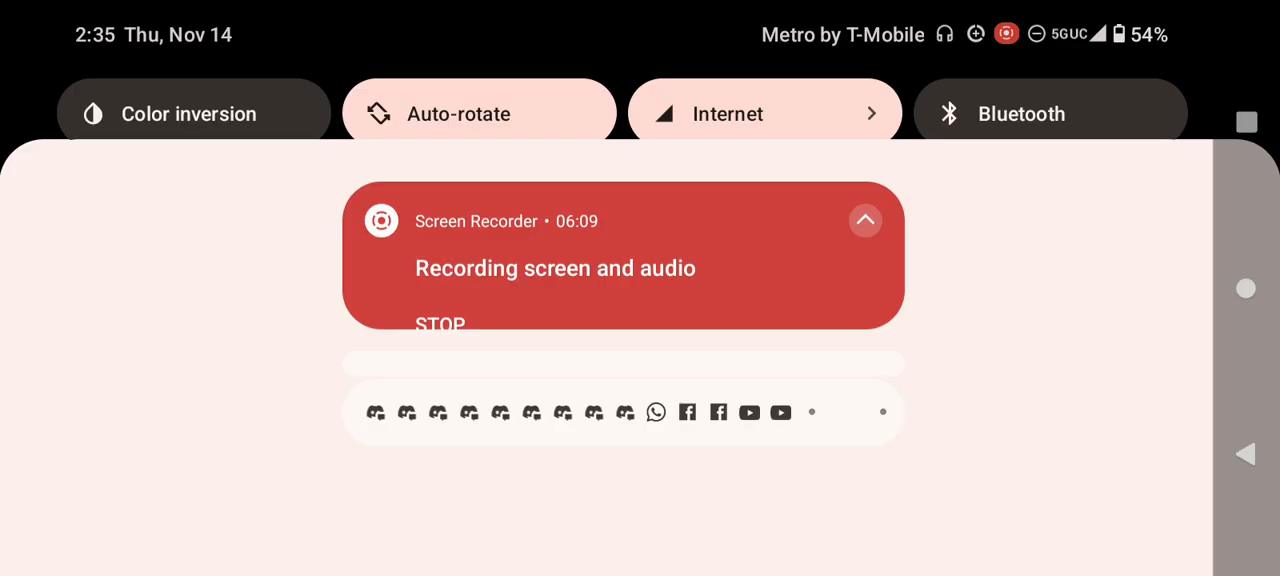 2:35 Thu, Nov 14
Metro by T-Mobile 5GUC 54%
Color inversion
Auto-rotate
Internet
Bluetooth
Screen Recorder • 06:09
Recording screen and audio
STOP